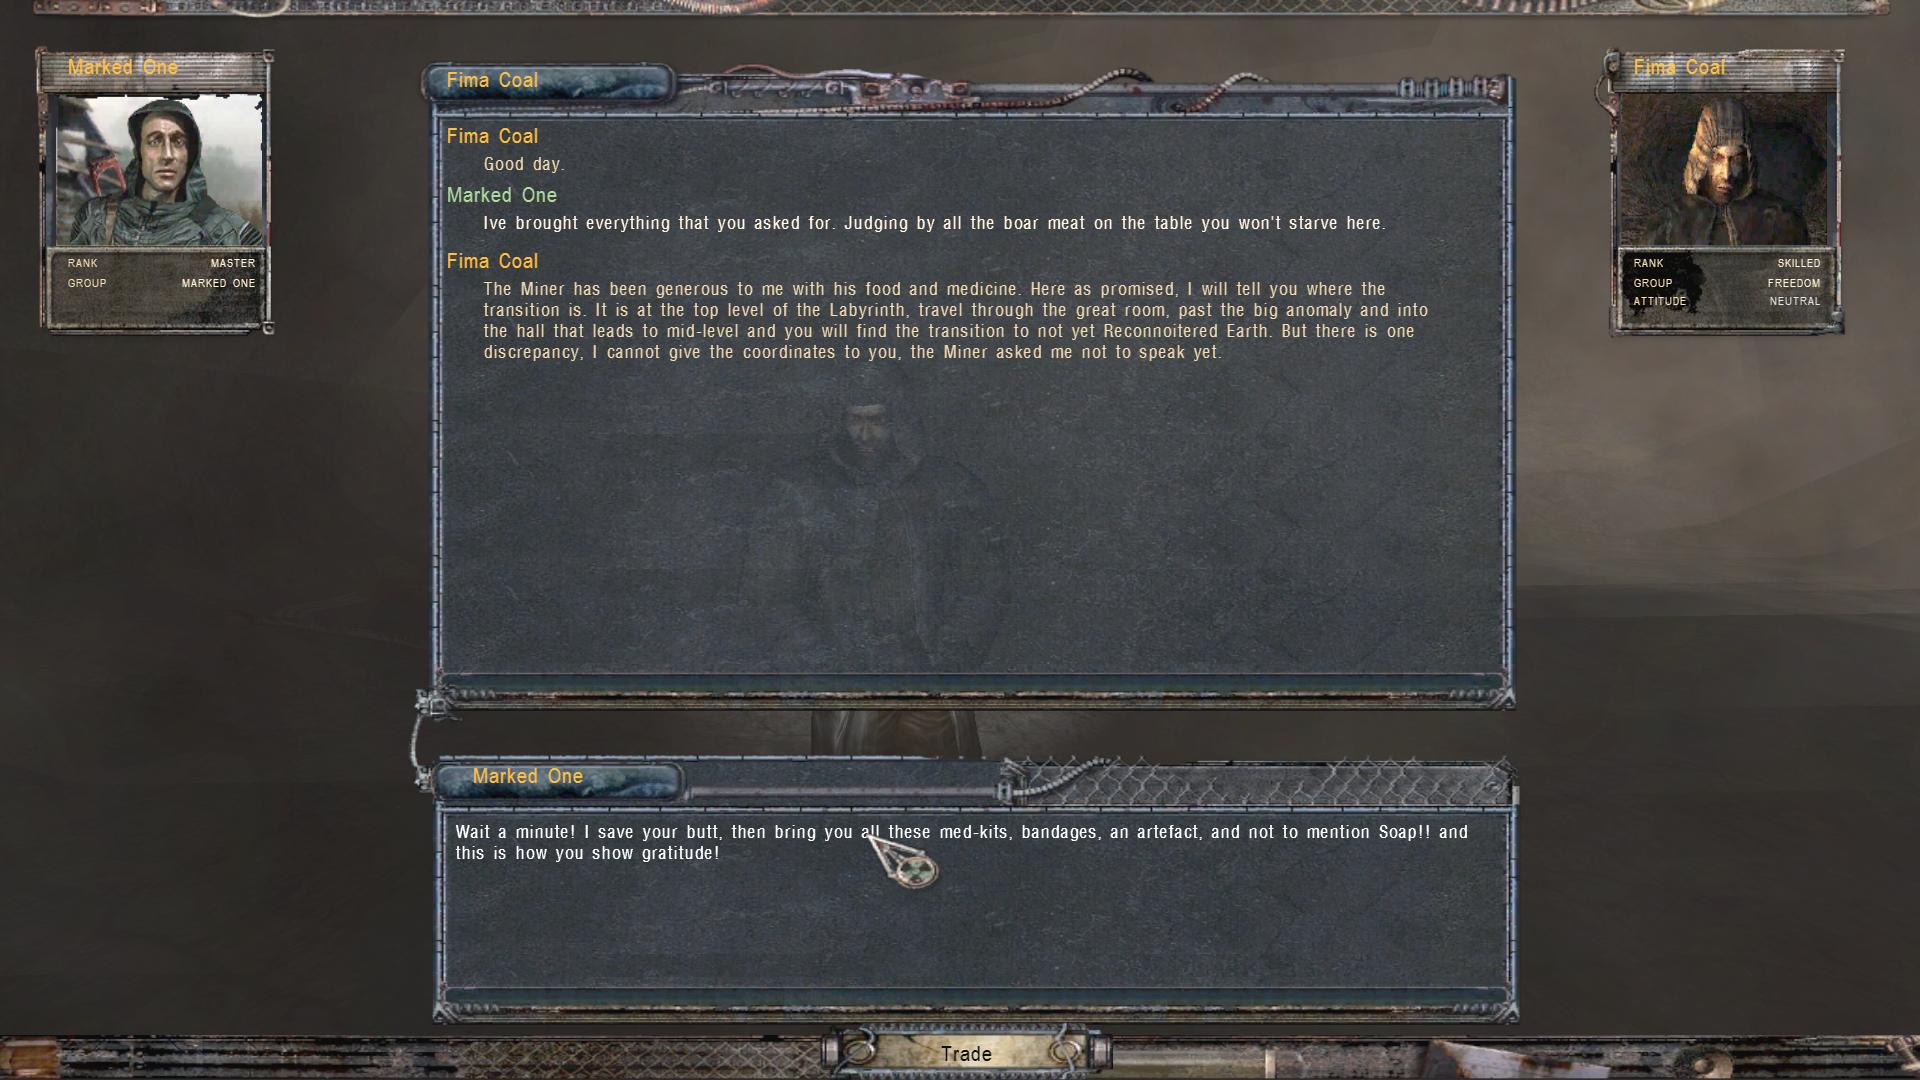 Marked One
Fima Coal
Fima Coal
RANK MASTER
GROUP MARKED ONE
RANK SKILLED
GROUP FREEDOM
ATTITUDE NEUTRAL
Fima Coal
Good day.
Marked One
Ive brought everything that you asked for. Judging by all the boar meat on the table you won't starve here.
Fima Coal
The Miner has been generous to me with his food and medicine. Here as promised, I will tell you where the
transition is. It is at the top level of the Labyrinth, travel through the great room, past the big anomaly and into
the hall that leads to mid-level and you will find the transition to not yet Reconnoitered Earth. But there is one
discrepancy, I cannot give the coordinates to you, the Miner asked me not to speak yet.
Marked One
Wait a minute! I save your butt, then bring you all these med-kits, bandages, an artefact, and not to mention Soap!! and
this is how you show gratitude!
Trade